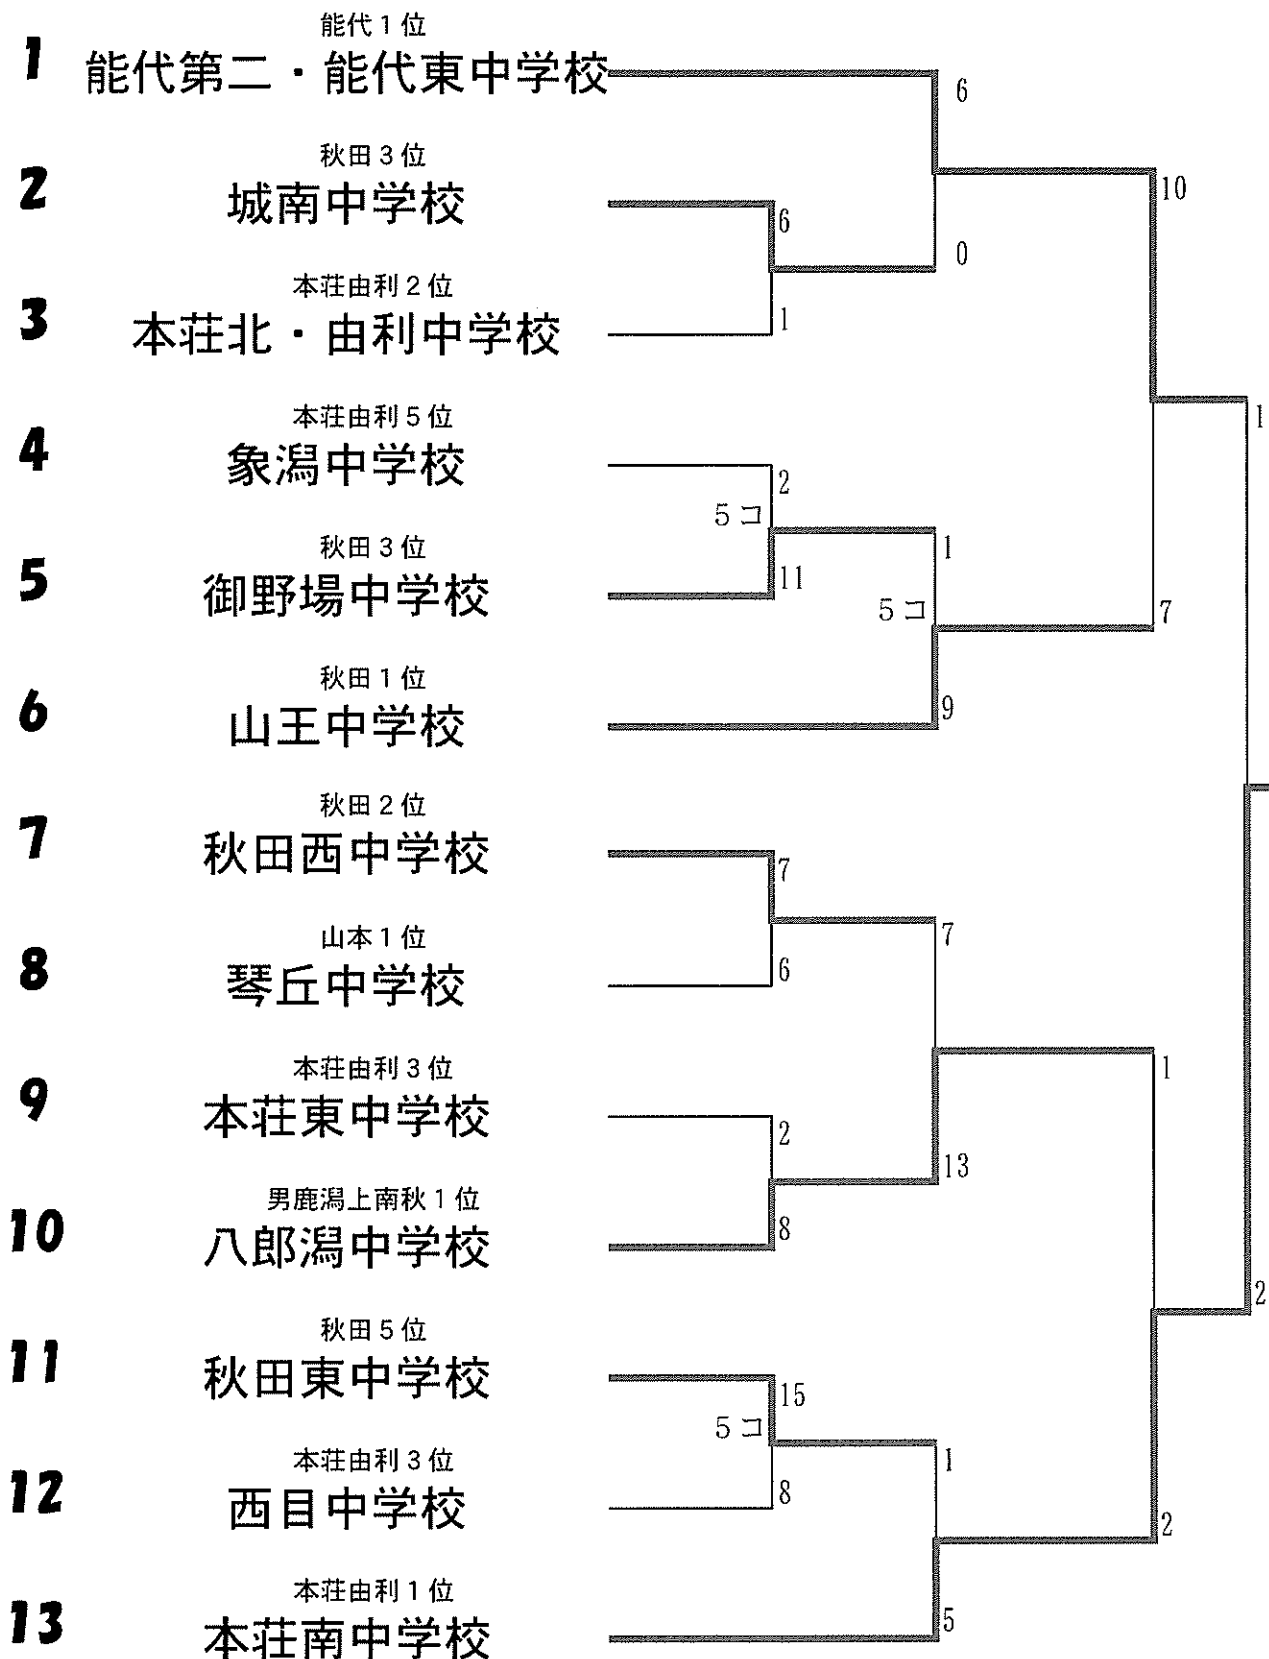 能代1位
1 能代第二・能代東中学校
6
秋田3位
10
2 城南中学校
6
0
本荘由利2位
3 本荘北・由利中学校
1
本荘由利5位
1
4 象潟中学校
2
5コ
秋田3位
1
5 御野場中学校
11
5コ
7
秋田1位
6 山王中学校
9
秋田2位
7 秋田西中学校
7
山本1位
7
8 琴丘中学校
6
本荘由利3位
1
9 本荘東中学校
2
13
男鹿潟上南秋1位
10 八郎潟中学校
8
2
秋田5位
11 秋田東中学校
15
5コ
本荘由利3位
1
12 西目中学校
8
2
本荘由利1位
13 本荘南中学校
5